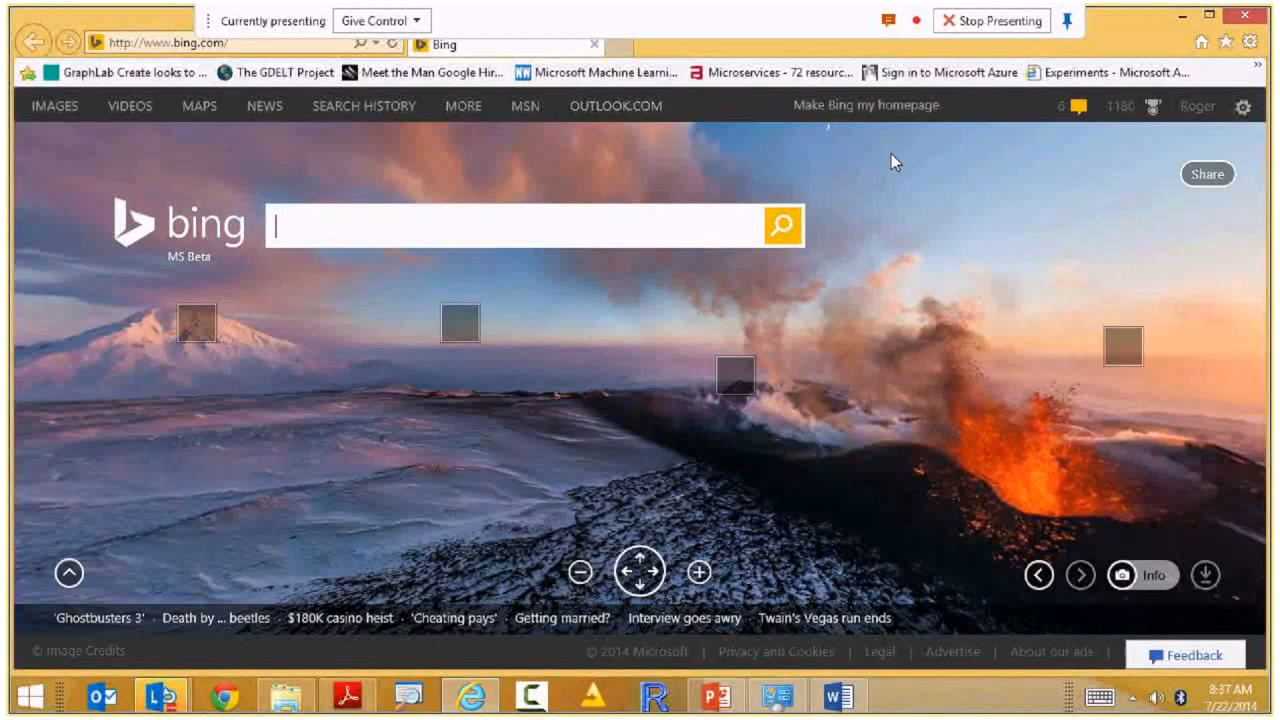 Currently presenting Give Control Stop Presenting
http://www.bing.com/ Bing
GraphLab Create looks to ... The GDELT Project Meet the Man Google Hir... Microsoft Machine Learni... Microservices - 72 resourc... Sign in to Microsoft Azure Experiments - Microsoft A...
IMAGES VIDEOS MAPS NEWS SEARCH HISTORY MORE MSN OUTLOOK.COM Make Bing my homepage 6 1180 Roger
Share
bing
MS Beta
Info
'Ghostbusters 3' · Death by ... beetles · $180K casino heist · 'Cheating pays' · Getting married? · Interview goes awry · Twain's Vegas run ends
© Image Credits © 2014 Microsoft | Privacy and Cookies | Legal | Advertise | About our ads |
Feedback
8:37 AM
7/22/2014